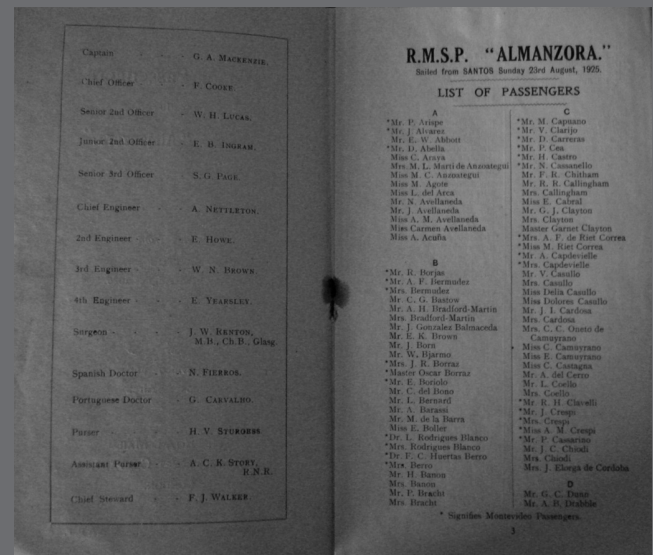 Captain - - - G. A. MACKENZIE.
Chief Officer - - F. COOKE.
Senior 2nd Officer - - W. H. LUCAS.
Junior 2nd Officer - - E. B. INGRAM.
Senior 3rd Officer - S. G. PAGE.
Chief Engineer - - A. NETTLETON.
2nd Engineer - - - E. HOWE.
3rd Engineer - - - W. N. BROWN.
4th Engineer - - - E. YEARSLEY.
Surgeon - - - J. W. RENTON,
M.B., Ch.B., Glasg.
Spanish Doctor - - N.
Portuguese Doctor - - G. CARVALHO.
Purser - - - H. V. STURGESS.
Assistant Purser - - A. C. K. STORY,
R.N.R.
Chief Steward - - F. J. WALKER.
R.M.S.P. "ALMANZORA."
Sailed from SANTOS Sunday 23rd August, 1925.
LIST OF PASSENGERS
A
*Mr. P. Arispe
*Mr. J. Alvarez
Mr. E. W. Abbott
*Mr. D. Abella
Miss C. Araya
Mrs. M. L. Marti de Anzostegui
Miss M. C. Anzostegui
Miss M. Agote
Miss L. del Arca
Mr. N. Avellaneda
Mr. J. Avellaneda
Miss A. M. Avellaneda
Miss Carmen Avellaneda
Miss A. Acuña
B
*Mr. R. Borjas
*Mr. A. F. Bermuder
*Mrs. Bermuder
Mr. C. G. Bastow
Mr. A. H. Bradford-Martin
Mrs. Bradford-Martin
Mr. J. Gonzalez Balmaceda
Mr. E. K. Brown
Mr. J. Born
Mr. W. Bjarmo
*Mrs. J. R. Borras
*Master Oscar Borras
*Mr. E. Boriolo
Mr. C. del Bono
Mr. L. Bernard
Mr. A. Barassi
Mr. M. de la Barra
Miss E. Boller
*Dr. L. Rodrigues Blanco
*Mrs. Rodrigues Blanco
*Dr. F. C. Huertas Berro
*Mrs. Berro
Mr. H. Banon
Mrs. Banon
Mr. P. Bracht
Mrs. Bracht
C
*Mr. M. Capuano
*Mr. V. Clarijo
*Mr. D. Carreras
*Mr. P. Cea
*Mr. H. Castro
*Mr. N. Cassanello
Mr. F. R. Chitham
Mr. R. R. Callingham
Mrs. Callingham
Miss E. Cabral
Mr. G. J. Clayton
Mrs. Clayton
Master Garnet Clayton
*Mrs. A. F. de Riet Correa
*Miss M. Riet Correa
*Mr. A. Capdevielle
*Mrs. Capdevielle
Mr. V. Casullo
Mrs. Casullo
Miss Delia Casullo
Miss Dolores Casullo
Mr. J. I. Cardosa
Mrs. Cardosa
Mrs. C. C. Oneto de
Camuyrano
Miss C. Camuyrano
Miss E. Camuyrano
Miss C. Castagna
Mr. A. del Cerro
Mr. L. Coello
Mrs. Coello
*Mr. R. H. Clavelli
*Mr. J. Crespi
*Mrs. Crespi
*Miss A. M. Crespi
*Mr. P. Cassarino
Mr. J. C. Chiodi
Mrs. Chiodi
Mrs. J. Elorga de Cordoba
D
Mr. G. C. Dunn
Mr. A. B. Drabble
* Signifies Montevideo Passengers.
3